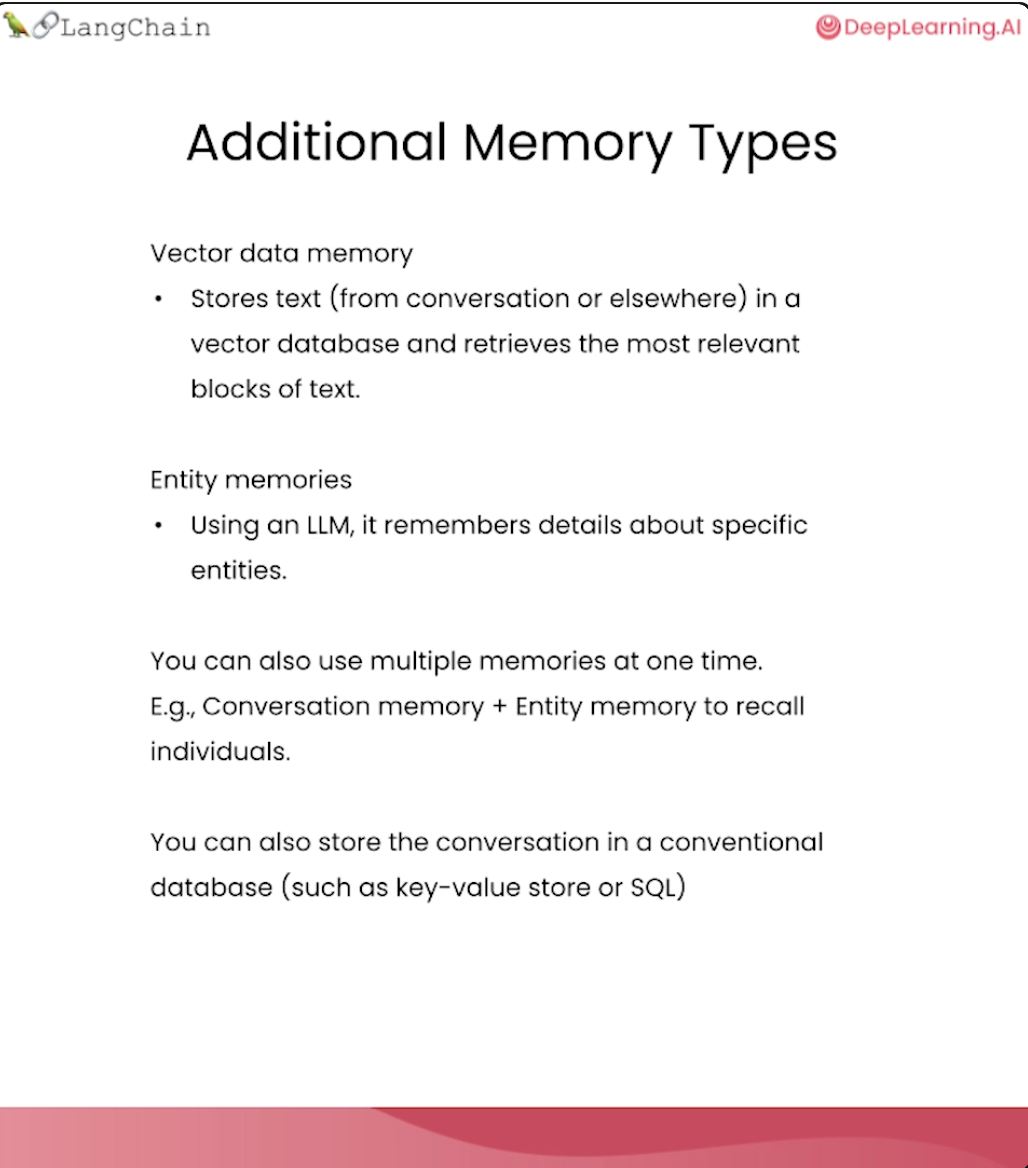 LangChain
DeepLearning.AI
Additional Memory Types
Vector data memory
• Stores text (from conversation or elsewhere) in a
vector database and retrieves the most relevant
blocks of text.
Entity memories
• Using an LLM, it remembers details about specific
entities.
You can also use multiple memories at one time.
E.g., Conversation memory + Entity memory to recall
individuals.
You can also store the conversation in a conventional
database (such as key-value store or SQL)